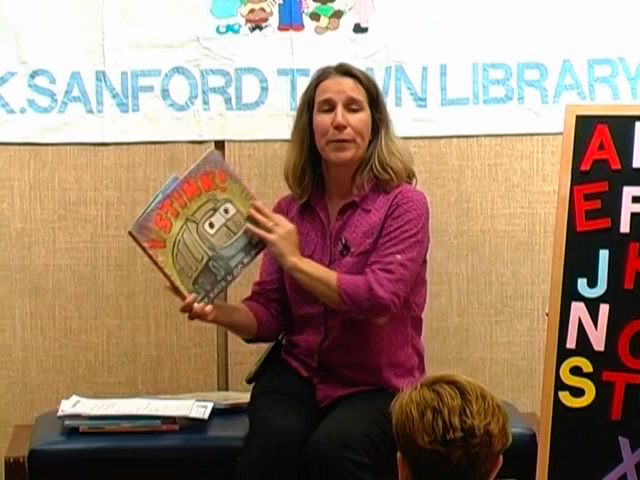 K. SANFORD TOWN LIBRARY
I STINK!
A
E F
J K
N
S T
X